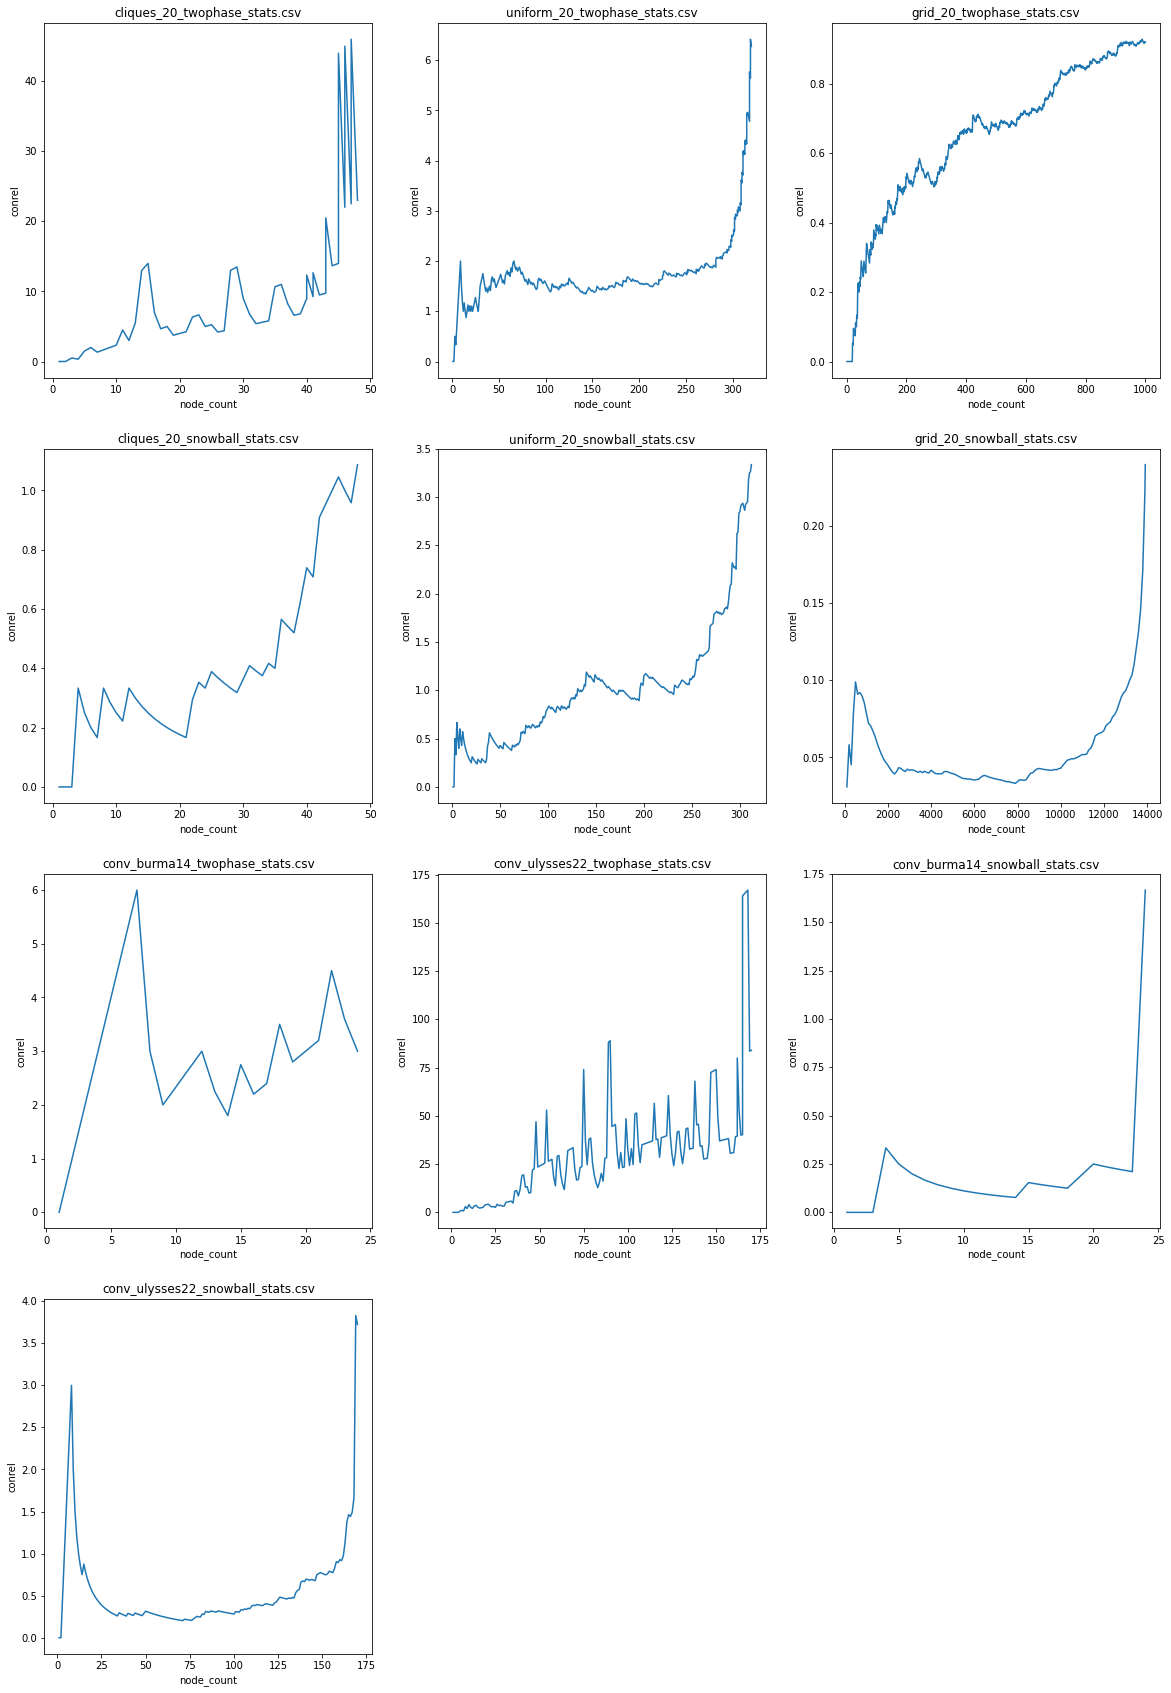 cliques_20_twophase_stats.csv
conrel
40
30
20
10
0
0 10 20 30 40 50
node_count
uniform_20_twophase_stats.csv
conrel
6
5
4
3
2
1
0
0 50 100 150 200 250 300
node_count
grid_20_twophase_stats.csv
conrel
0.8
0.6
0.4
0.2
0.0
0 200 400 600 800 1000
node_count
cliques_20_snowball_stats.csv
conrel
1.0
0.8
0.6
0.4
0.2
0.0
0 10 20 30 40 50
node_count
uniform_20_snowball_stats.csv
conrel
3.5
3.0
2.5
2.0
1.5
1.0
0.5
0.0
0 50 100 150 200 250 300
node_count
grid_20_snowball_stats.csv
conrel
0.20
0.15
0.10
0.05
0 2000 4000 6000 8000 10000 12000 14000
node_count
conv_burma14_twophase_stats.csv
conrel
6
5
4
3
2
1
0
0 5 10 15 20 25
node_count
conv_ulysses22_twophase_stats.csv
conrel
175
150
125
100
75
50
25
0
0 25 50 75 100 125 150 175
node_count
conv_burma14_snowball_stats.csv
conrel
1.75
1.50
1.25
1.00
0.75
0.50
0.25
0.00
0 5 10 15 20 25
node_count
conv_ulysses22_snowball_stats.csv
conrel
4.0
3.5
3.0
2.5
2.0
1.5
1.0
0.5
0.0
0 25 50 75 100 125 150 175
node_count